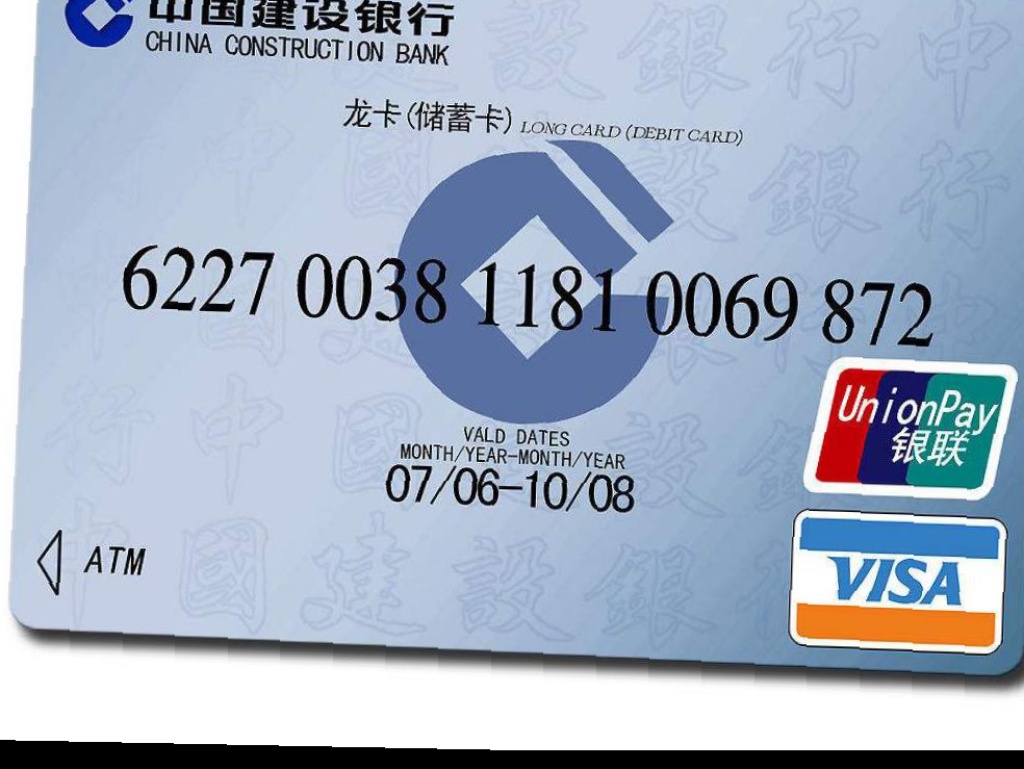 中国建设银行
CHINA CONSTRUCTION BANK
龙卡(储蓄卡) LONG CARD (DEBIT CARD)
6227 0038 1181 0069 872
VALD DATES
MONTH/YEAR-MONTH/YEAR
07/06-10/08
UnionPay
银联
ATM
VISA